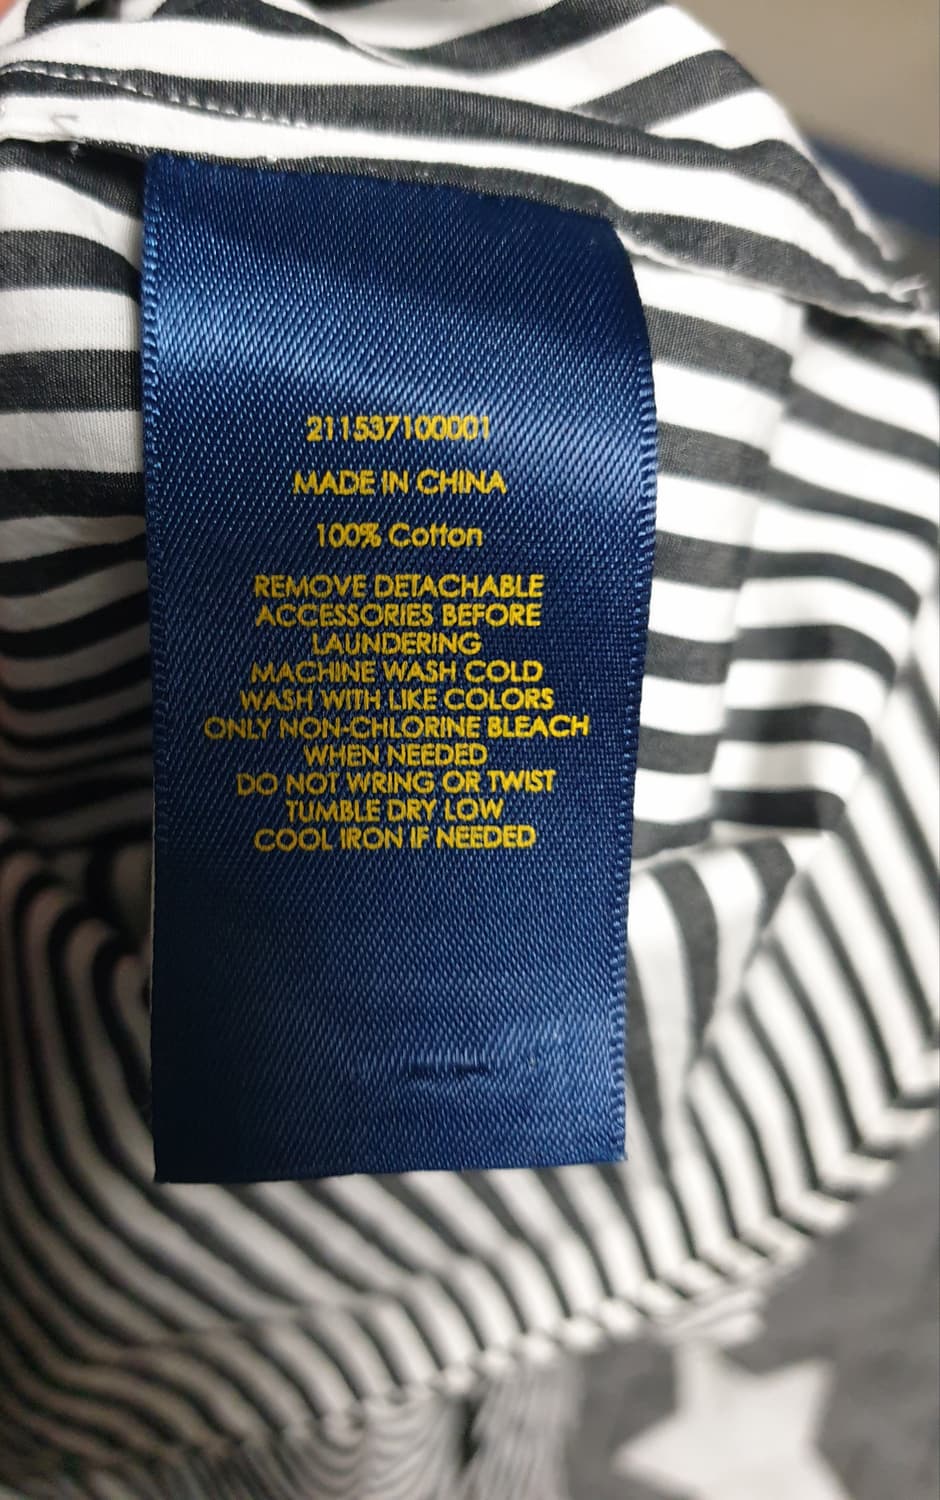 211537100001
MADE IN CHINA
100% Cotton
REMOVE DETACHABLE
ACCESSORIES BEFORE
LAUNDERING
MACHINE WASH COLD
WASH WITH LIKE COLORS
ONLY NON-CHLORINE BLEACH
WHEN NEEDED
DO NOT WRING OR TWIST
TUMBLE DRY LOW
COOL IRON IF NEEDED